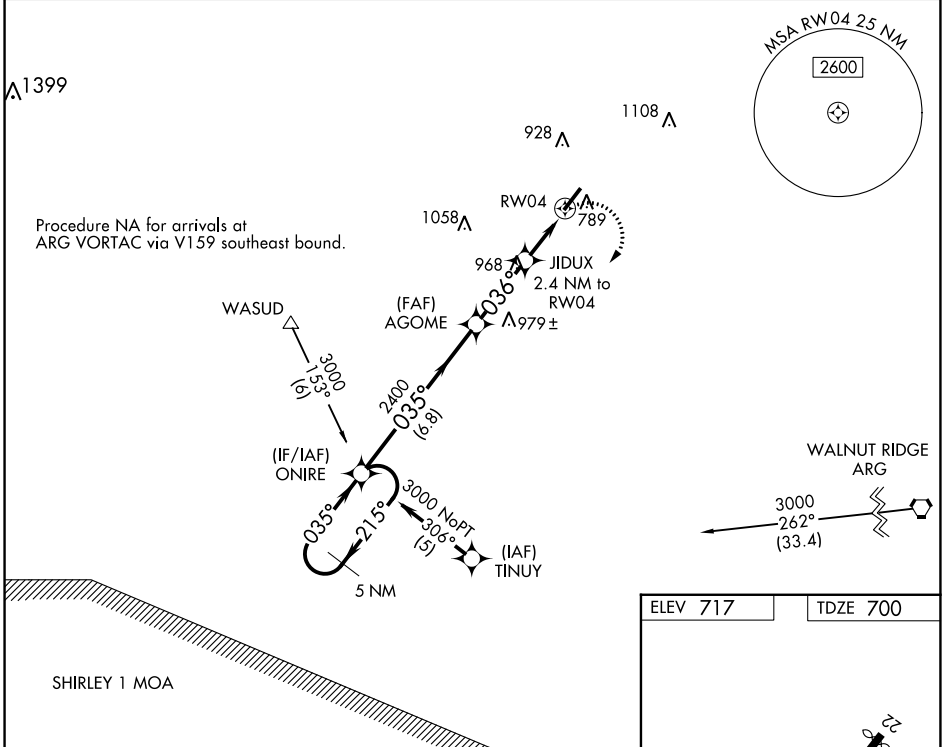 MSA RW04 25 NM
2600
1399
1108
928
RW04
789
1058
Procedure NA for arrivals at
ARG VORTAC via V159 southeast bound.
968
JIDUX
2.4 NM to
RW04
036°
(FAF)
AGOME
979±
WASUD
3000
153°
(6)
2400
035°
(6.8)
(IF/IAF)
ONIRE
WALNUT RIDGE
ARG
3000
262°
(33.4)
3000 NoPT
306°
(5)
035°
215°
(IAF)
TINUY
5 NM
ELEV 717
TDZE 700
SHIRLEY 1 MOA
22